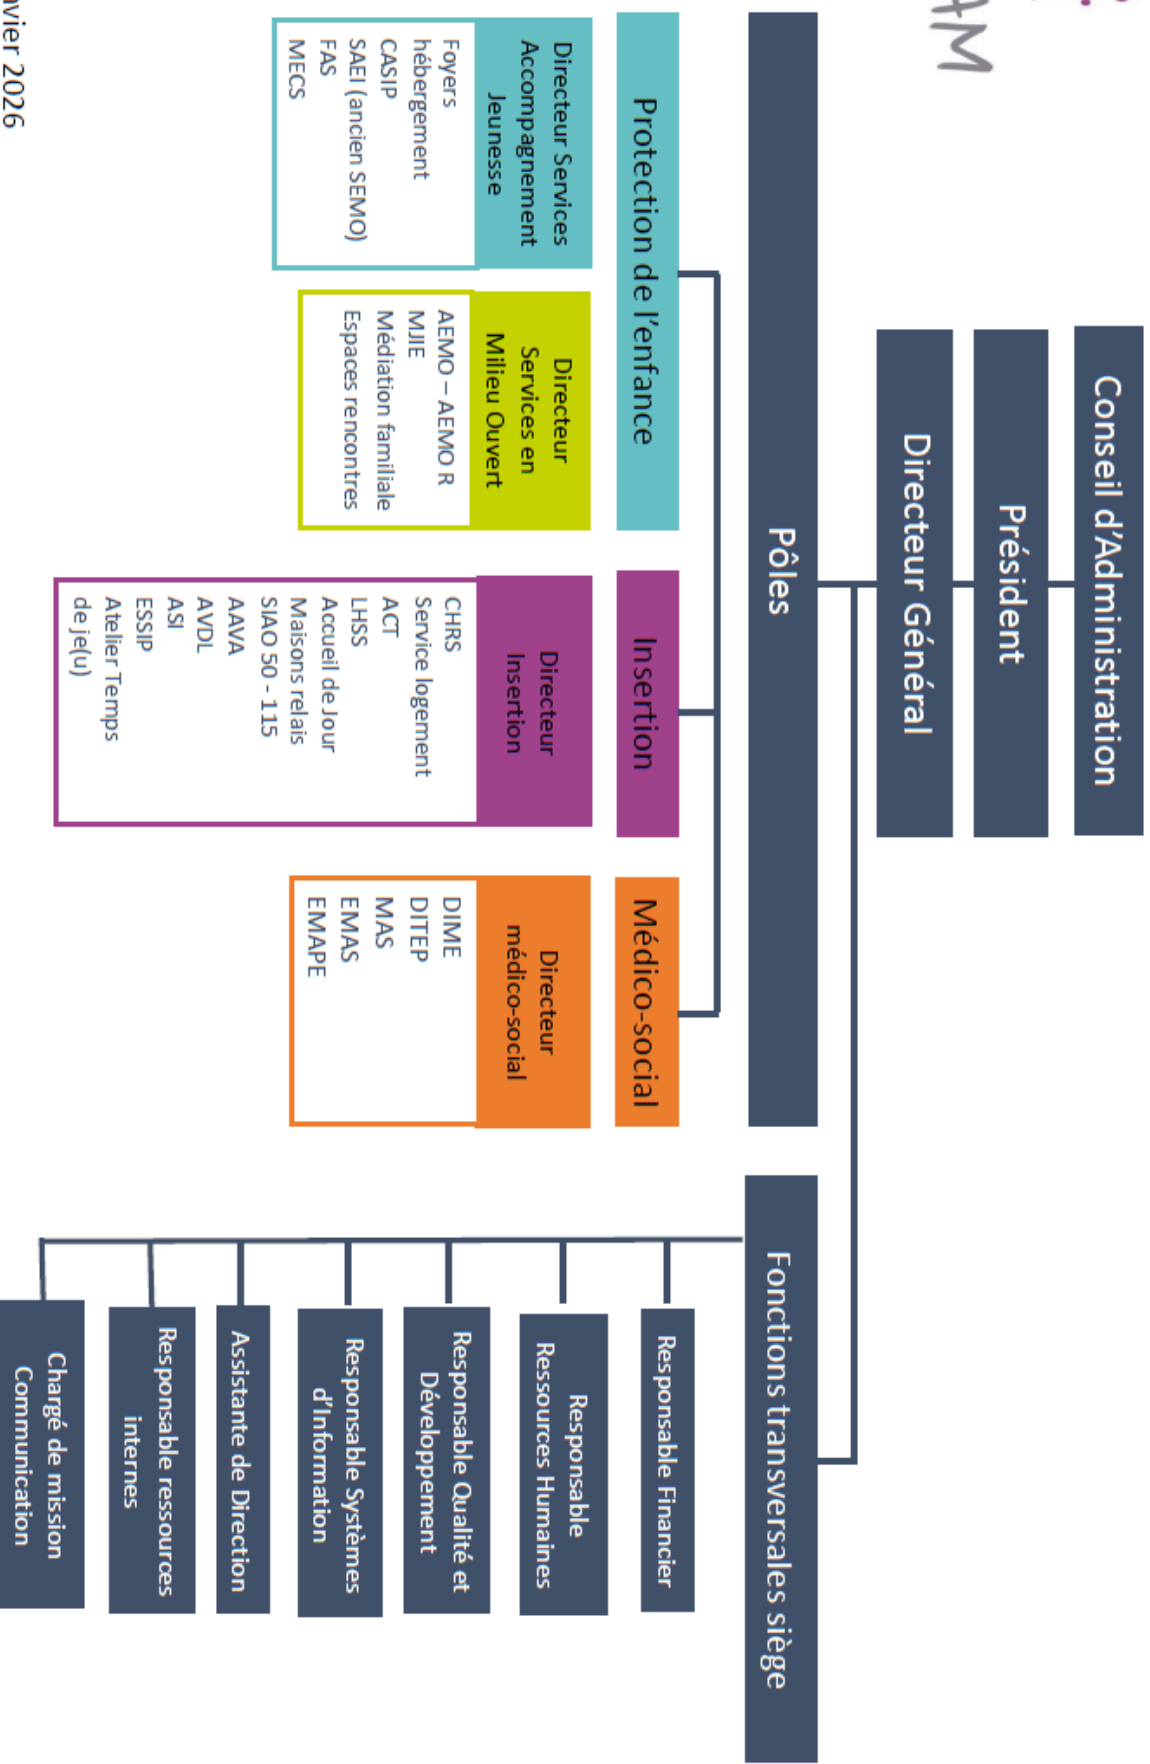 AM
Conseil d'Administration
Président
Directeur Général
Pôles
Fonctions transversales siège
Protection de l'enfance
Insertion
Médico-social
Directeur Services
Accompagnement
Jeunesse
Foyers
hébergement
CASIP
SAEI (ancien SEMO)
FAS
MECS
Directeur
Services en
Milieu Ouvert
AEMO – AEMO R
MJIE
Médiation familiale
Espaces rencontres
Directeur
Insertion
CHRS
Service logement
ACT
LHSS
Accueil de Jour
Maisons relais
SIAO 50 - 115
AAVA
AVDL
ASI
ESSIP
Atelier Temps
de je(u)
Directeur
médico-social
DIME
DITEP
MAS
EMAS
EMAPE
Responsable Financier
Responsable
Ressources Humaines
Responsable Qualité et
Développement
Responsable Systèmes
d'Information
Assistante de Direction
Responsable ressources
internes
Chargé de mission
Communication
nvier 2026